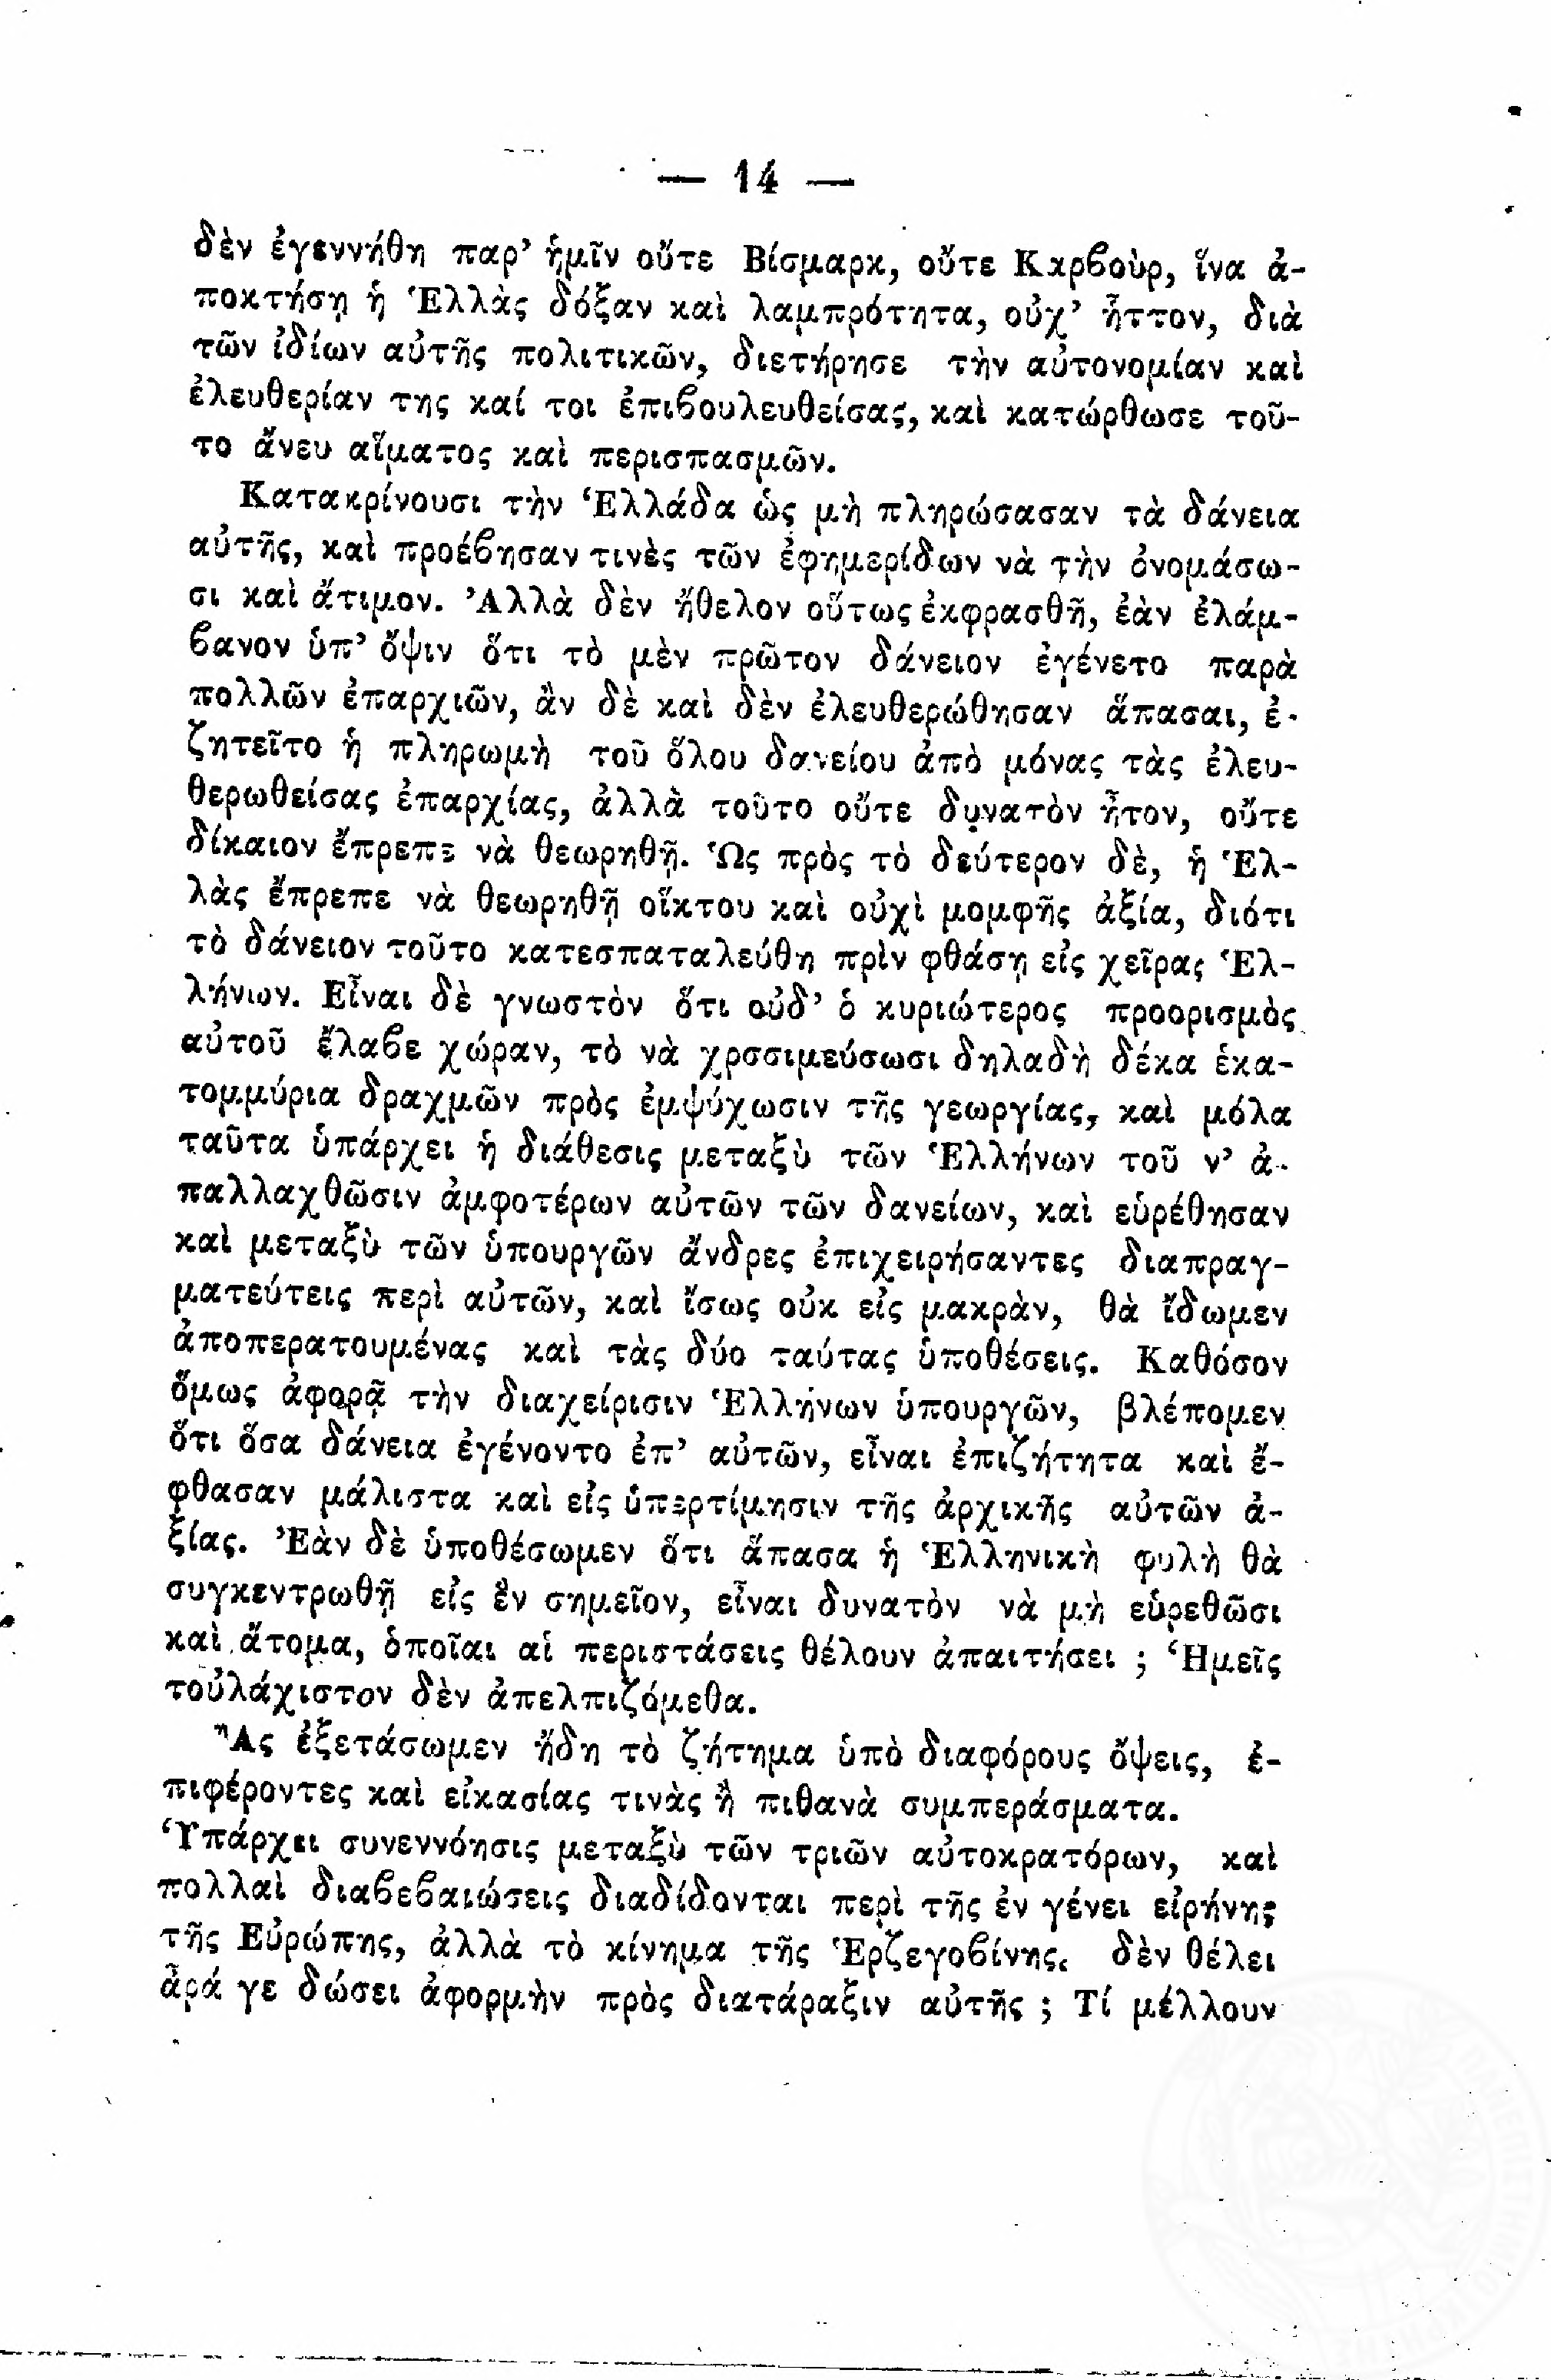 — 14 —
δὲν ἐγεννήθη παρ’ ἡμῖν οὔτε Βίσμαρκ, οὔτε Καρβοὺρ, ἵνα ἀ-
ποκτήσῃ ἡ Ἑλλὰς δόξαν καὶ λαμπρότητα, οὐχ’ ἧττον, διὰ
τῶν ἰδίων αὐτῆς πολιτικῶν, διετήρησε τὴν αὐτονομίαν καὶ
ἐλευθερίαν της καί τοι ἐπιβουλευθείσας, καὶ κατώρθωσε τοῦ-
το ἄνευ αἵματος καὶ περισπασμῶν.
Κατακρίνουσι τὴν Ἑλλάδα ὡς μὴ πληρώσασαν τὰ δάνεια
αὐτῆς, καὶ προέβησαν τινὲς τῶν ἐφημερίδων νὰ τὴν ὀνομάσω-
σι καὶ ἄτιμον. Ἀλλὰ δὲν ἤθελον οὕτως ἐκφρασθῇ, ἐὰν ἐλάμ-
βανον ὑπ’ ὄψιν ὅτι τὸ μὲν πρῶτον δάνειον ἐγένετο παρὰ
πολλῶν ἐπαρχιῶν, ἂν δὲ καὶ δὲν ἐλευθερώθησαν ἅπασαι, ἐ-
ζητεῖτο ἡ πληρωμὴ τοῦ ὅλου δανείου ἀπὸ μόνας τὰς ἐλευ-
θερωθείσας ἐπαρχίας, ἀλλὰ τοῦτο οὔτε δυνατὸν ἦτον, οὔτε
δίκαιον ἔπρεπε νὰ θεωρηθῇ. Ὡς πρὸς τὸ δεύτερον δὲ, ἡ Ἑλ-
λὰς ἔπρεπε νὰ θεωρηθῇ οἴκτου καὶ οὐχὶ μομφῆς ἀξία, διότι
τὸ δάνειον τοῦτο κατεσπαταλεύθη πρὶν φθάσῃ εἰς χεῖρας Ἑλ-
λήνων. Εἶναι δὲ γνωστὸν ὅτι οὐδ’ ὁ κυριώτερος προορισμὸς
αὐτοῦ ἔλαβε χώραν, τὸ νὰ χρσσιμεύσωσι δηλαδὴ δέκα ἑκα-
τομμύρια δραχμῶν πρὸς ἐμψύχωσιν τῆς γεωργίας, καὶ μόλα
ταῦτα ὑπάρχει ἡ διάθεσις μεταξὺ τῶν Ἑλλήνων τοῦ ν’ ἀ-
παλλαχθῶσιν ἀμφοτέρων αὐτῶν τῶν δανείων, καὶ εὑρέθησαν
καὶ μεταξὺ τῶν ὑπουργῶν ἄνδρες ἐπιχειρήσαντες διαπραγ-
ματεύτεις περὶ αὐτῶν, καὶ ἴσως οὐκ εἰς μακρὰν, θὰ ἴδωμεν
ἀποπερατουμένας καὶ τὰς δύο ταύτας ὑποθέσεις. Καθόσον
ὅμως ἀφορᾷ τὴν διαχείρισιν Ἑλλήνων ὑπουργῶν, βλέπομεν
ὅτι ὅσα δάνεια ἐγένοντο ἐπ’ αὐτῶν, εἶναι ἐπιζήτητα καὶ ἔ-
φθασαν μάλιστα καὶ εἰς ὑπερτίμησιν τῆς ἀρχικῆς αὐτῶν ἀ-
ξίας. Ἐὰν δὲ ὑποθέσωμεν ὅτι ἅπασα ἡ Ἑλληνικὴ φυλὴ θὰ
συγκεντρωθῇ εἰς ἓν σημεῖον, εἶναι δυνατὸν νὰ μὴ εὑρεθῶσι
καὶ ἄτομα, ὁποῖαι αἱ περιστάσεις θέλουν ἀπαιτήσει ; Ἡμεῖς
τοὐλάχιστον δὲν ἀπελπιζόμεθα.
Ἂς ἐξετάσωμεν ἤδη τὸ ζήτημα ὑπὸ διαφόρους ὄψεις, ἐ-
πιφέροντες καὶ εἰκασίας τινὰς ἢ πιθανὰ συμπεράσματα.
Ὑπάρχει συνεννόησις μεταξὺ τῶν τριῶν αὐτοκρατόρων, καὶ
πολλαὶ διαβεβαιώσεις διαδίδονται περὶ τῆς ἐν γένει εἰρήνης
τῆς Εὐρώπης, ἀλλὰ τὸ κίνημα τῆς Ἑρζεγοβίνης, δὲν θέλει
ἆρά γε δώσει ἀφορμὴν πρὸς διατάραξιν αὐτῆς ; Τί μέλλουν